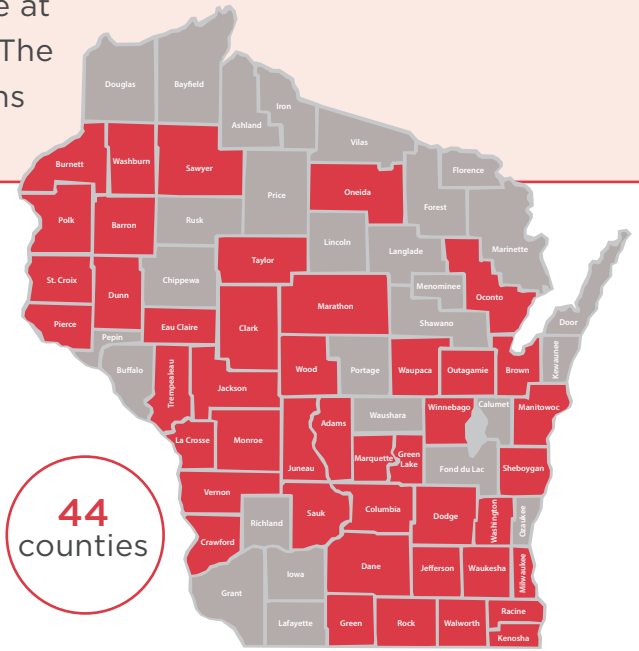 e at
The
ns
Douglas
Bayfield
Iron
Ashland
Vilas
Florence
Burnett
Washburn
Sawyer
Price
Oneida
Forest
Marinette
Polk
Barron
Rusk
Lincoln
Langlade
Taylor
St. Croix
Dunn
Chippewa
Menominee
Oconto
Marathon
Pierce
Eau Claire
Clark
Shawano
Door
Pepin
Buffalo
Trempealeau
Wood
Portage
Waupaca
Outagamie
Brown
Kewaunee
Jackson
Adams
Waushara
Winnebago
Calumet
Manitowoc
La Crosse
Monroe
Juneau
Marquette
Green
Lake
Fond du Lac
Sheboygan
Vernon
Richland
Sauk
Columbia
Dodge
Washington
Ozaukee
44
counties
Crawford
Grant
Iowa
Dane
Jefferson
Waukesha
Milwaukee
Lafayette
Green
Rock
Walworth
Racine
Kenosha